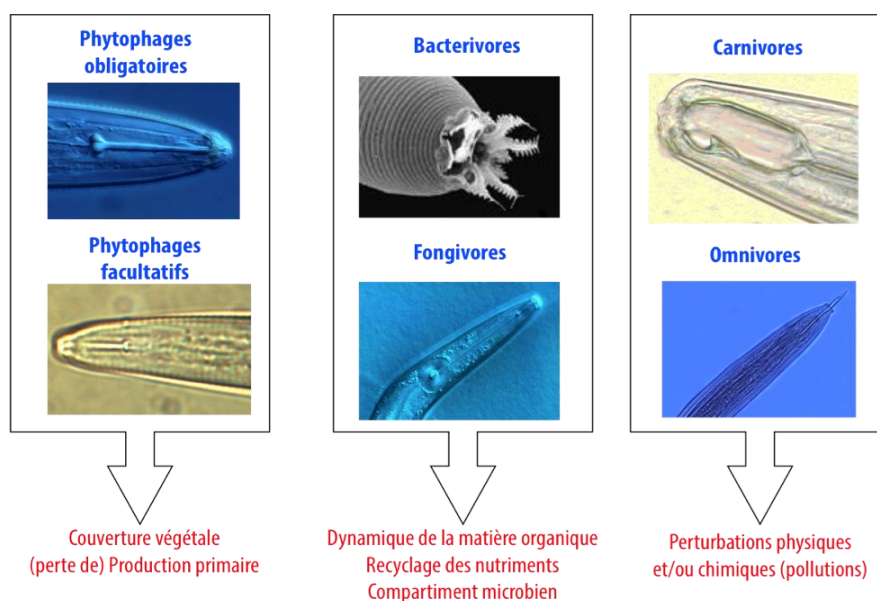 Phytophages
obligatoires
Phytophages
facultatifs
Couverture végétale
(perte de) Production primaire
Bacterivores
Fongivores
Dynamique de la matière organique
Recyclage des nutriments
Compartiment microbien
Carnivores
Omnivores
Perturbations physiques
et/ou chimiques (pollutions)